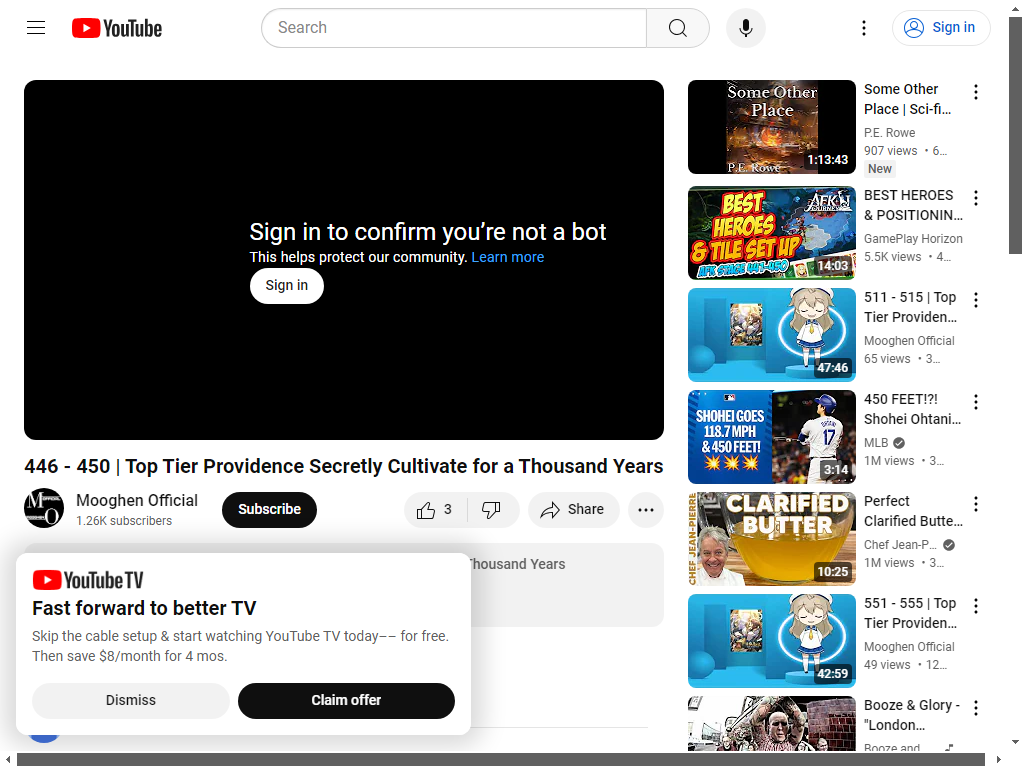 YouTube
Search
Sign in
Sign in to confirm you’re not a bot
This helps protect our community. Learn more
Sign in
446 - 450 | Top Tier Providence Secretly Cultivate for a Thousand Years
Mooghen Official
1.26K subscribers
Subscribe
3
Share
Thousand Years
YouTube TV
Fast forward to better TV
Skip the cable setup & start watching YouTube TV today–– for free.
Then save $8/month for 4 mos.
Dismiss
Claim offer
Some Other
Place
P.E. Rowe
1:13:43
Some Other
Place | Sci-fi...
P.E. Rowe
907 views • 6...
New
BEST
HEROES
& TILE SET UP
AFK STAGE 447-450
AFK
JOURNEY
14:03
BEST HEROES
& POSITIONIN...
GamePlay Horizon
5.5K views • 4...
47:46
511 - 515 | Top
Tier Providen...
Mooghen Official
65 views • 3...
SHOHEI GOES
118.7 MPH
& 450 FEET!
17
3:14
450 FEET!?!
Shohei Ohtani...
MLB
1M views • 3...
CHEF JEAN-PIERRE
CLARIFIED
BUTTER
10:25
Perfect
Clarified Butte...
Chef Jean-P...
1M views • 3...
42:59
551 - 555 | Top
Tier Providen...
Mooghen Official
49 views • 12...
Booze & Glory -
"London...
Booze and